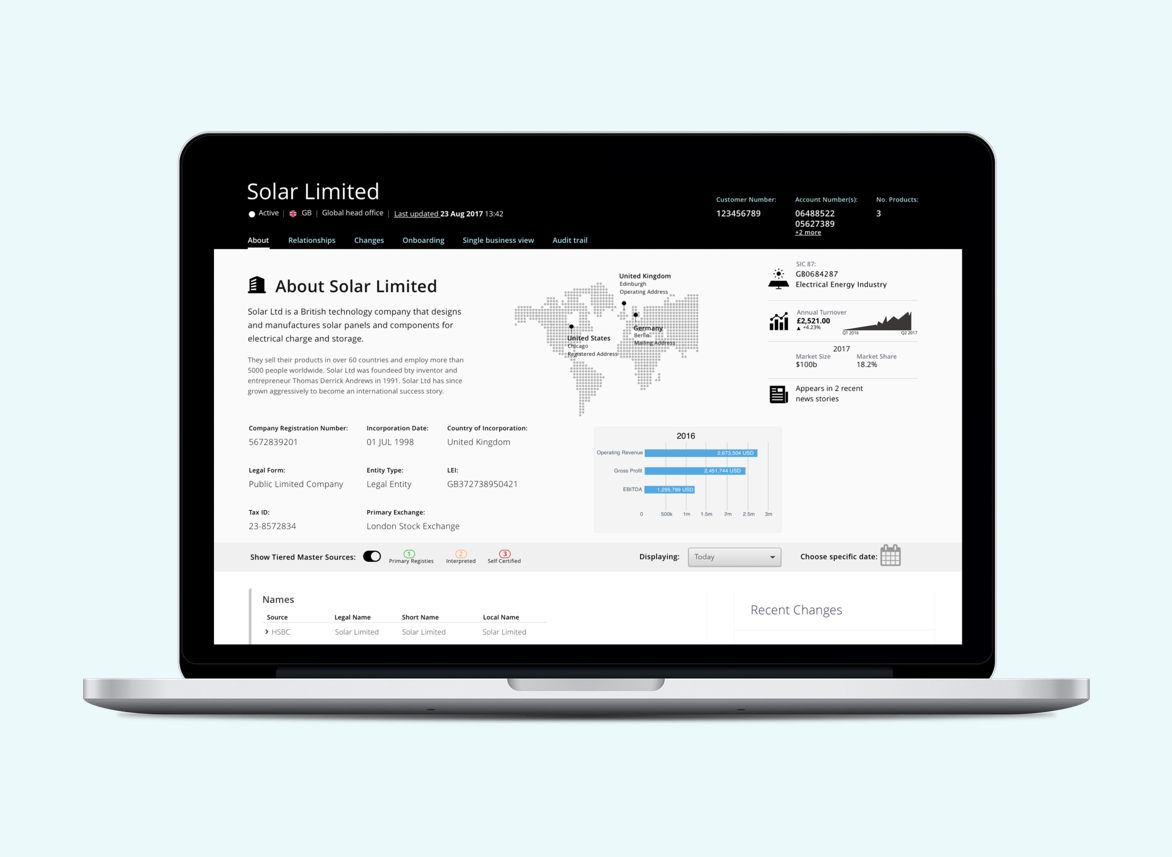 Solar Limited
Active | GB | Global head office | Last updated 23 Aug 2017 13:42
Customer Number:
123456789
Account Number(s):
06488522
05627389
+2 more
No. Products:
3
About Relationships Changes Onboarding Single business view Audit trail
About Solar Limited
Solar Ltd is a British technology company that designs
and manufactures solar panels and components for
electrical charge and storage.
They sell their products in over 60 countries and employ more than
5000 people worldwide. Solar Ltd was foundeed bty inventor and
entrepreneur Thomas Derrick Andrews in 1991. Solar Ltd has since
grown aggressively to become an international success story.
United Kingdom
Edinburgh
Operating Address
Germany
Berlin
Mailing Address
United States
Chicago
Registered Address
SIC 87:
GB0684287
Electrical Energy Industry
Annual Turnover
£2,521.00
▲ +4.23%
Q1 2016 Q2 2017
2017
Market Size Market Share
$100b 18.2%
Appears in 2 recent
news stories
Company Registration Number: Incorporation Date: Country of Incorporation:
5672839201 01 JUL 1998 United Kingdom
Legal Form: Entity Type: LEI:
Public Limited Company Legal Entity GB372738950421
Tax ID: Primary Exchange:
23-8572834 London Stock Exchange
2016
Operating Revenue 2,673,504 USD
Gross Profit 2,451,744 USD
EBITDA 1,295,799 USD
0 500k 1m 1.5m 7m 2.5m 3m
Show Tiered Master Sources:
1 2 3
Primary Registies Interpreted Self Certified
Displaying: Today
Choose specific date:
Names
Source Legal Name Short Name Local Name
HSBC Solar Limited Solar Limited Solar Limited
Recent Changes